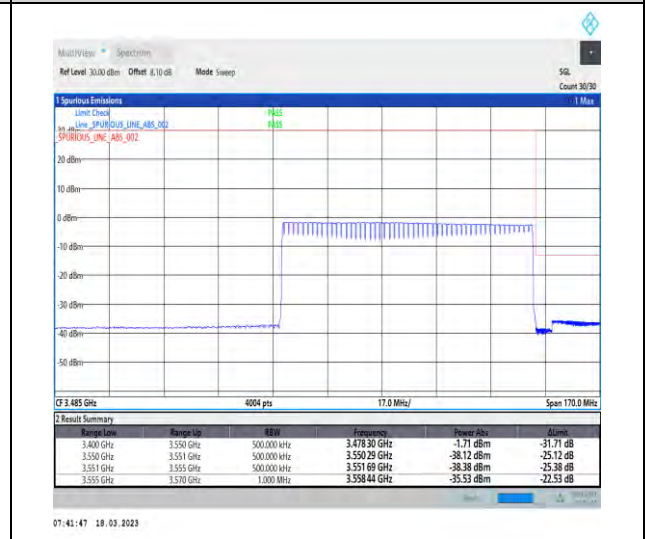 MultiView Spectrum
Ref Level 30.00 dBm Offset 8.10 dB Mode Sweep SGL
Count 30/30
1 Spurious Emissions 1 Max
Limit Check PASS
Line _SPURIOUS_LINE_ABS_002 PASS
_SPURIOUS_LINE_ABS_002
20 dBm
10 dBm
0 dBm
-10 dBm
-20 dBm
-30 dBm
-40 dBm
-50 dBm
CF 3.485 GHz 4004 pts 17.0 MHz/ Span 170.0 MHz
2 Result Summary
Range Low Range Up RBW Frequency Power Abs ΔLimit
3.400 GHz 3.550 GHz 500.000 kHz 3.478 30 GHz -1.71 dBm -31.71 dB
3.550 GHz 3.551 GHz 500.000 kHz 3.550 29 GHz -38.12 dBm -25.12 dB
3.551 GHz 3.555 GHz 500.000 kHz 3.551 69 GHz -38.38 dBm -25.38 dB
3.555 GHz 3.570 GHz 1.000 MHz 3.558 44 GHz -35.53 dBm -22.53 dB
07:41:47 18.03.2023